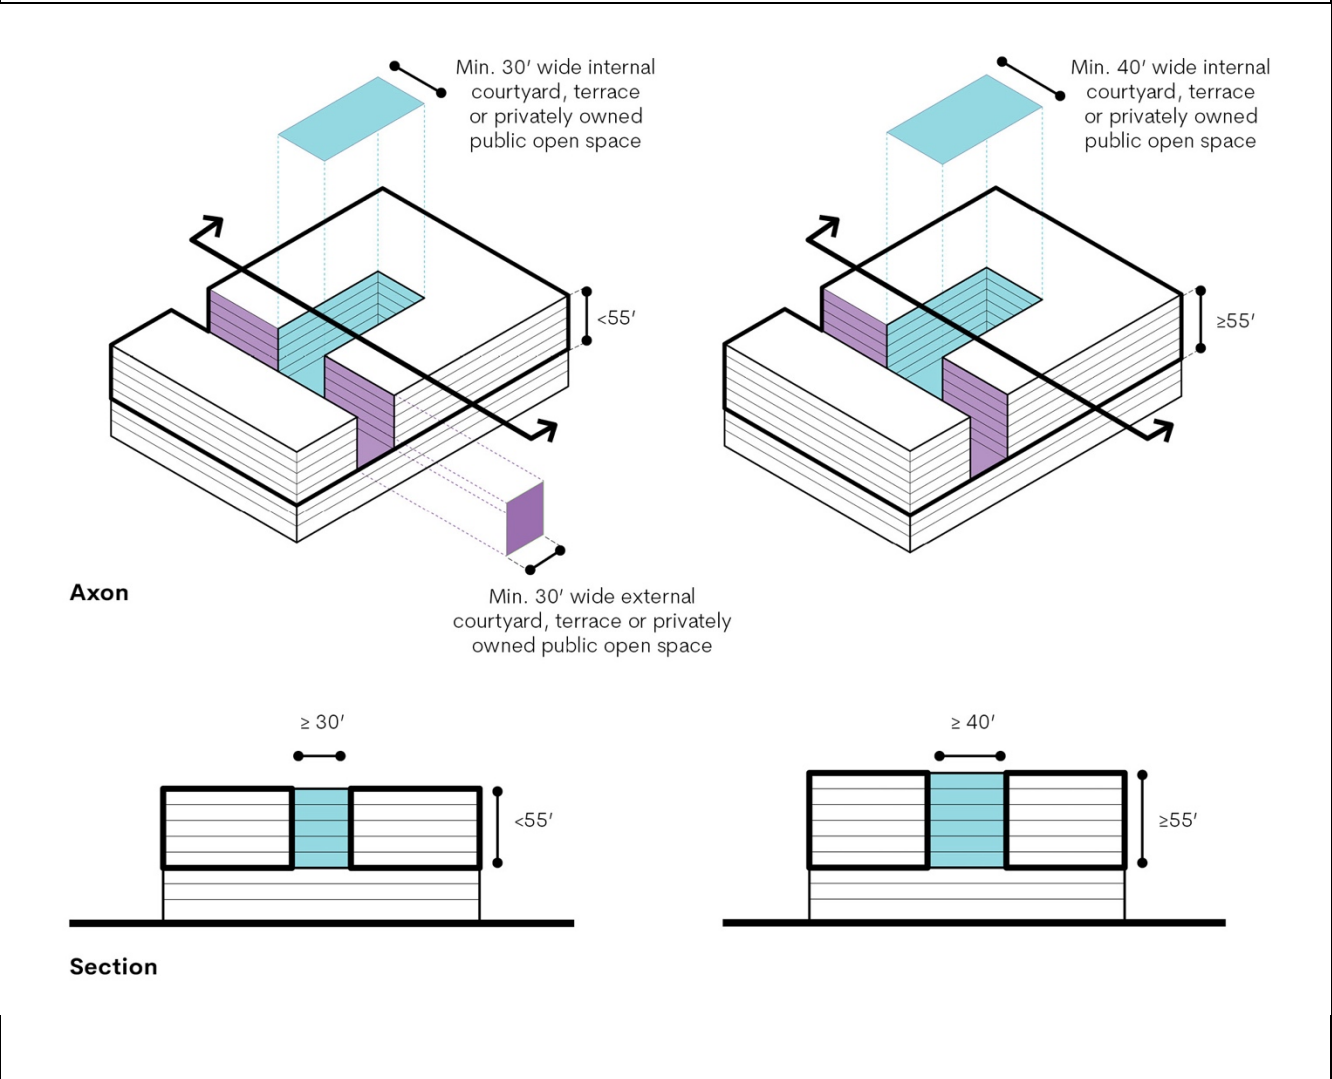 Min. 30′ wide internal
courtyard, terrace
or privately owned
public open space
<55′
Min. 40′ wide internal
courtyard, terrace
or privately owned
public open space
≥55′
Axon
Min. 30′ wide external
courtyard, terrace or privately
owned public open space
≥ 30′
<55′
≥ 40′
≥55′
Section